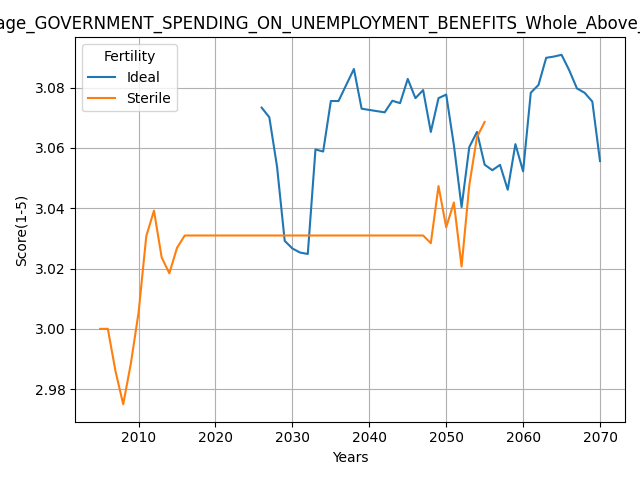 age_GOVERNMENT_SPENDING_ON_UNEMPLOYMENT_BENEFITS_Whole_Above_
Fertility
Ideal
Sterile
3.08
3.06
3.04
3.02
3.00
2.98
Score(1-5)
2010 2020 2030 2040 2050 2060 2070
Years